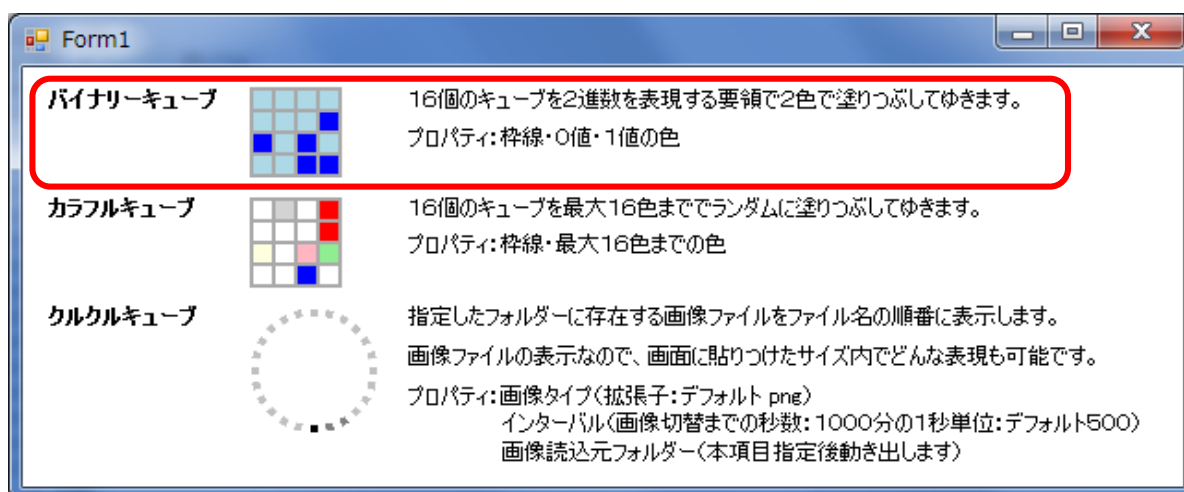 Form1
バイナリーキューブ
16個のキューブを2進数を表現する要領で2色で塗りつぶしてゆきます。
プロパティ:枠線・0値・1値の色
カラフルキューブ
16個のキューブを最大16色まででランダムに塗りつぶしてゆきます。
プロパティ:枠線・最大16色までの色
クルクルキューブ
指定したフォルダーに存在する画像ファイルをファイル名の順番に表示します。
画像ファイルの表示なので、画面に貼りつけたサイズ内でどんな表現も可能です。
プロパティ:画像タイプ(拡張子:デフォルト png)
インターバル(画像切替までの秒数:1000分の1秒単位:デフォルト500)
画像読込元フォルダー(本項目指定後動き出します)